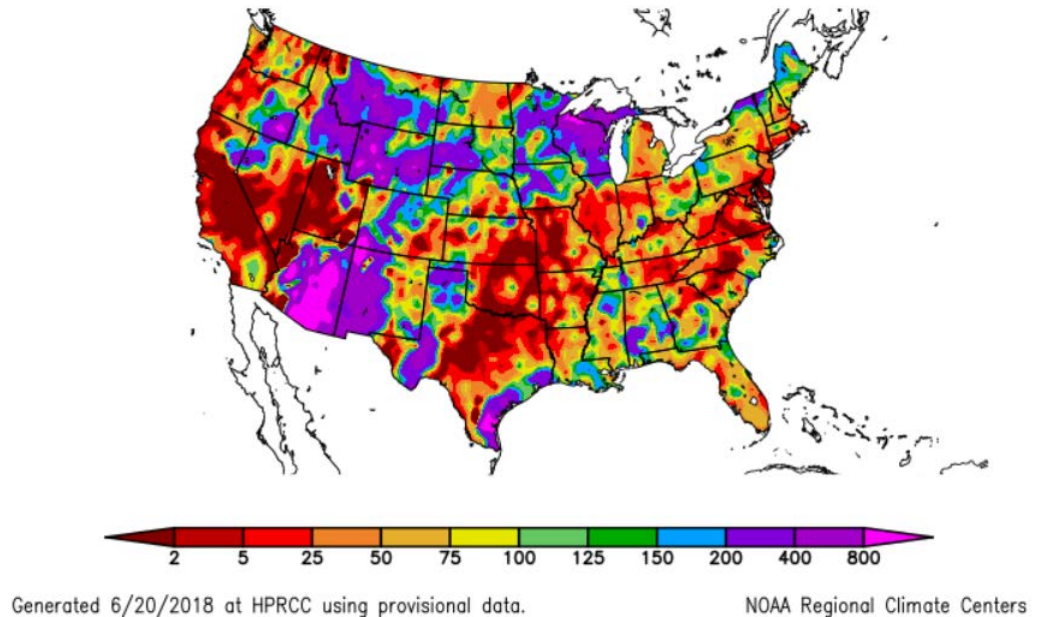 2 5 25 50 75 100 125 150 200 400 800
Generated 6/20/2018 at HPRCC using provisional data. NOAA Regional Climate Centers